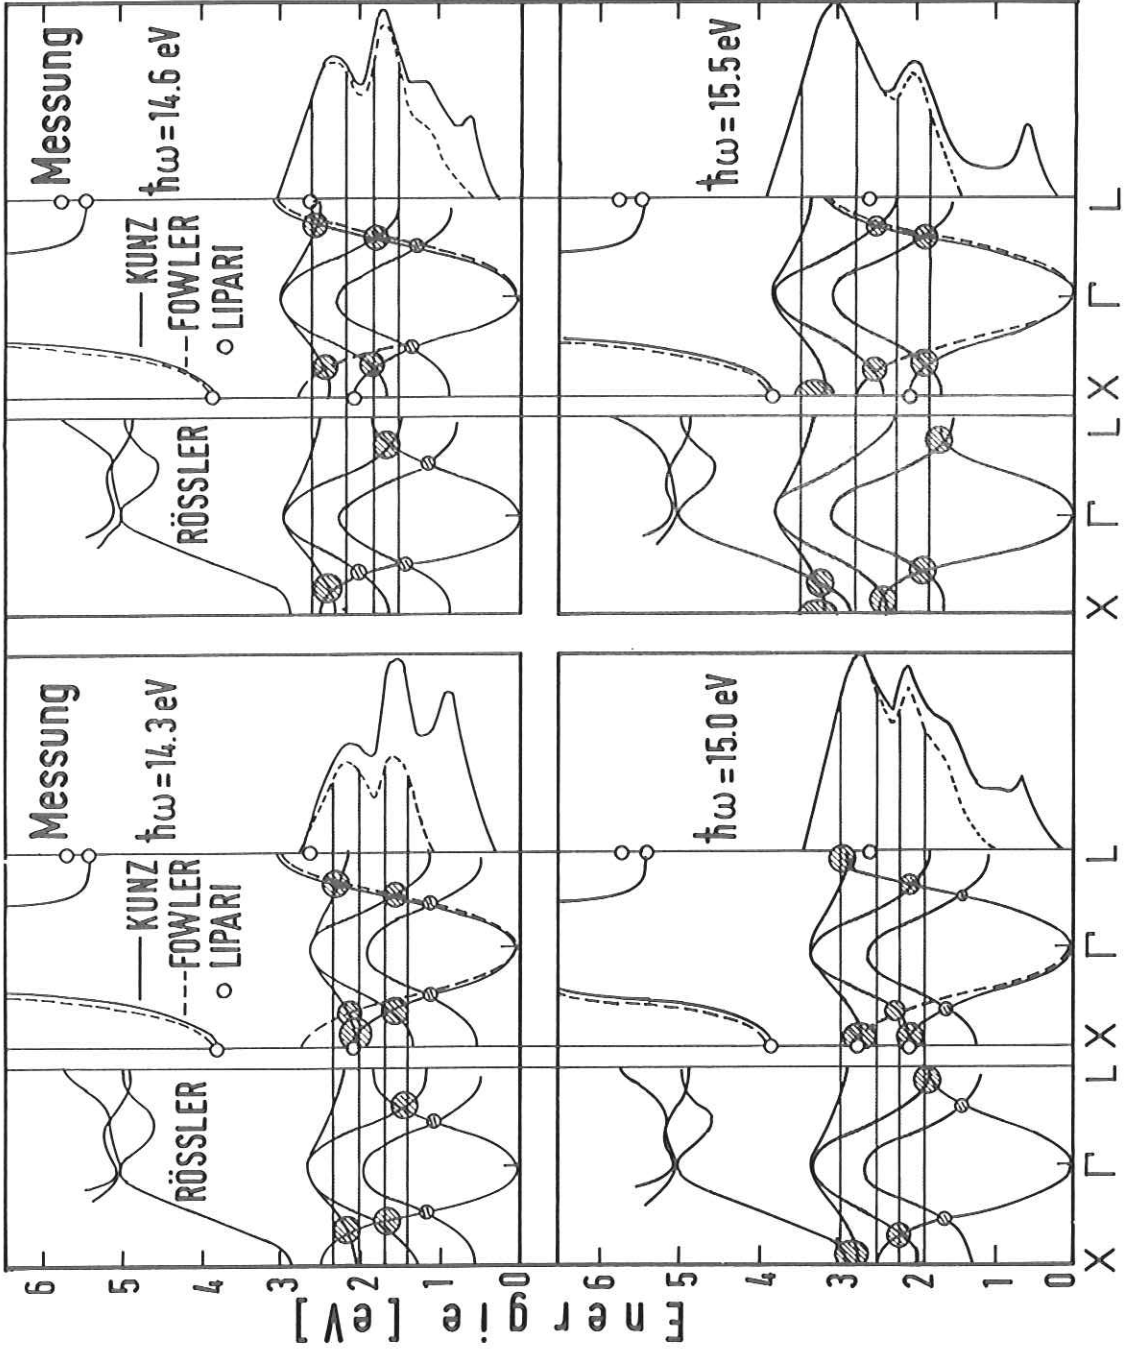 Energie [eV]
6
5
4
3
2
1
0
RÖSSLER
KUNZ
FOWLER
LIPARI
Messung
ħω=14.3 eV
RÖSSLER
KUNZ
FOWLER
LIPARI
Messung
ħω=14.6 eV
6
5
4
3
2
1
0
ħω=15.0 eV
ħω=15.5 eV
X Γ L X Γ L X Γ L X Γ L